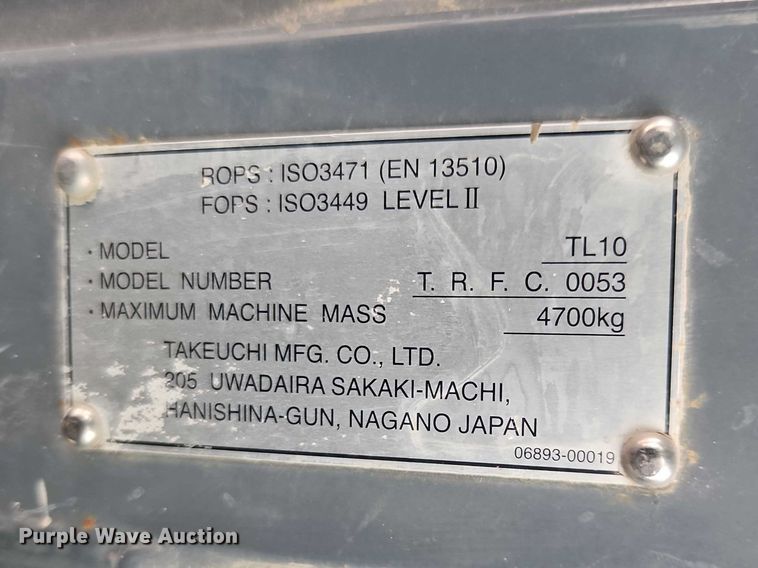 ROPS : ISO3471 (EN 13510)
FOPS : ISO3449 LEVEL II
· MODEL TL10
· MODEL NUMBER T. R. F. C. 0053
· MAXIMUM MACHINE MASS 4700kg
TAKEUCHI MFG. CO., LTD.
205 UWADAIRA SAKAKI-MACHI,
HANISHINA-GUN, NAGANO JAPAN
06893-00019
Purple Wave Auction